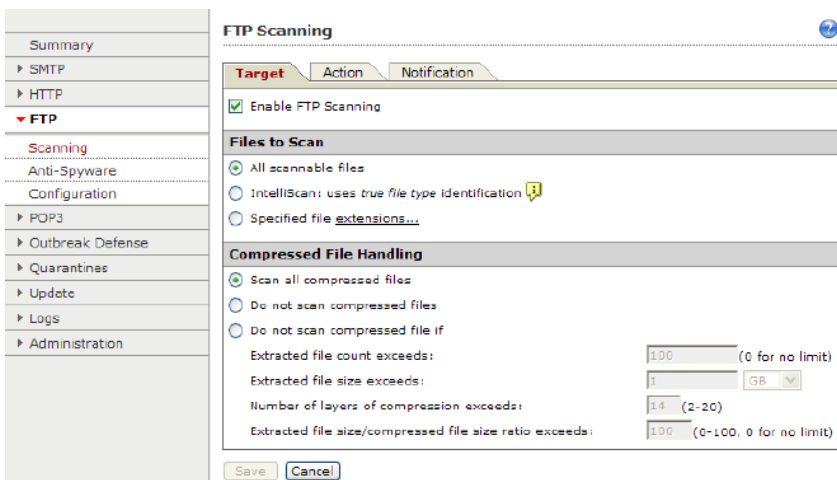 Summary
SMTP
HTTP
FTP
Scanning
Anti-Spyware
Configuration
POP3
Outbreak Defense
Quarantines
Update
Logs
Administration
FTP Scanning
Target Action Notification
Enable FTP Scanning
Files to Scan
All scannable files
IntelliScan: uses true file type identification
Specified file extensions...
Compressed File Handling
Scan all compressed files
Do not scan compressed files
Do not scan compressed file if
Extracted file count exceeds: 100 (0 for no limit)
Extracted file size exceeds: 1 GB
Number of layers of compression exceeds: 14 (2-20)
Extracted file size/compressed file size ratio exceeds: 100 (0-100, 0 for no limit)
Save Cancel